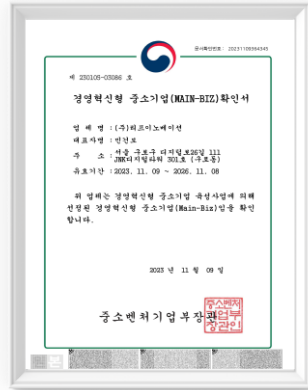 문서확인번호: 20231106364345
제 230105-03086 호
경영혁신형 중소기업(MAIN-BIZ)확인서
업 체 명 : (주)티프이노베이션
대표자명 : 민건호
주 소 : 서울 구로구 디지털로26길 111
JNK디지털타워 301호 (구로동)
유효기간 : 2023. 11. 09 ~ 2026. 11. 08
위 업체는 경영혁신형 중소기업 육성사업에 의해
선정된 경영혁신형 중소기업(Main-Biz)임을 확인
합니다.
2023 년 11 월 09 일
중소벤처기업부장관